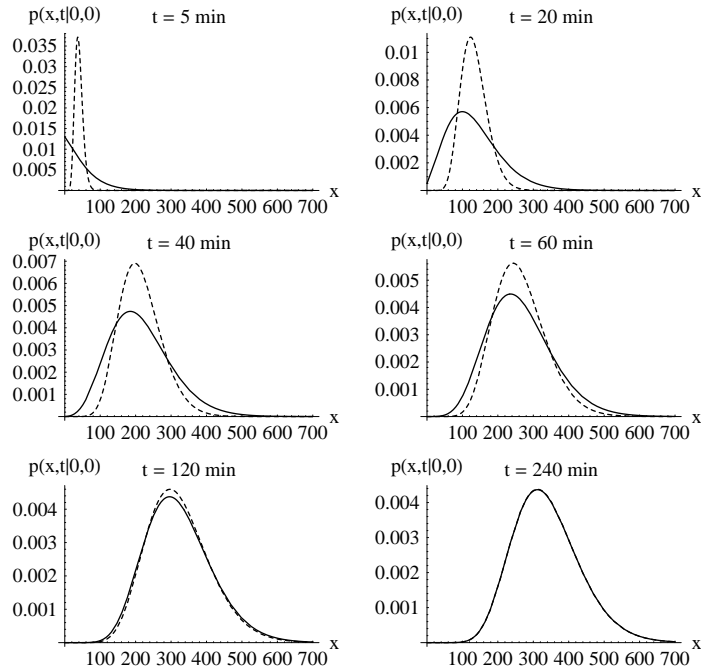 p(x,t|0,0) t = 5 min
0.035
0.03
0.025
0.02
0.015
0.01
0.005
100 200 300 400 500 600 700 x
p(x,t|0,0) t = 20 min
0.01
0.008
0.006
0.004
0.002
100 200 300 400 500 600 700 x
p(x,t|0,0) t = 40 min
0.007
0.006
0.005
0.004
0.003
0.002
0.001
100 200 300 400 500 600 700 x
p(x,t|0,0) t = 60 min
0.005
0.004
0.003
0.002
0.001
100 200 300 400 500 600 700 x
p(x,t|0,0) t = 120 min
0.004
0.003
0.002
0.001
100 200 300 400 500 600 700 x
p(x,t|0,0) t = 240 min
0.004
0.003
0.002
0.001
100 200 300 400 500 600 700 x